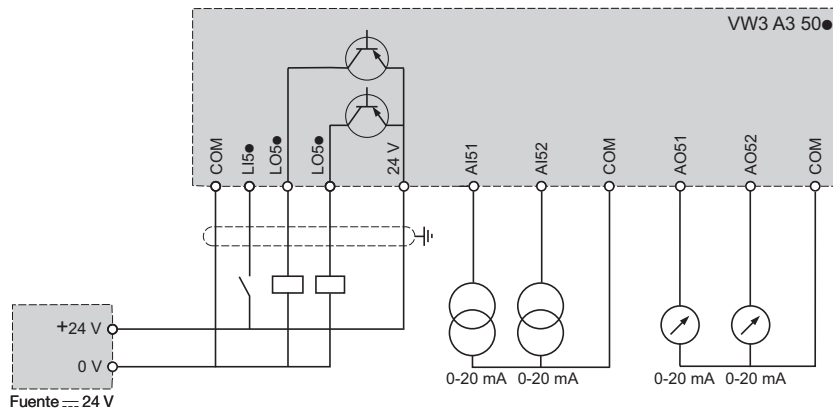 VW3 A3 50●
COM
LI5●
LO5●
LO5●
24 V
AI51
AI52
COM
AO51
AO52
COM
+24 V
0 V
0-20 mA 0-20 mA
0-20 mA 0-20 mA
Fuente ⎓ 24 V